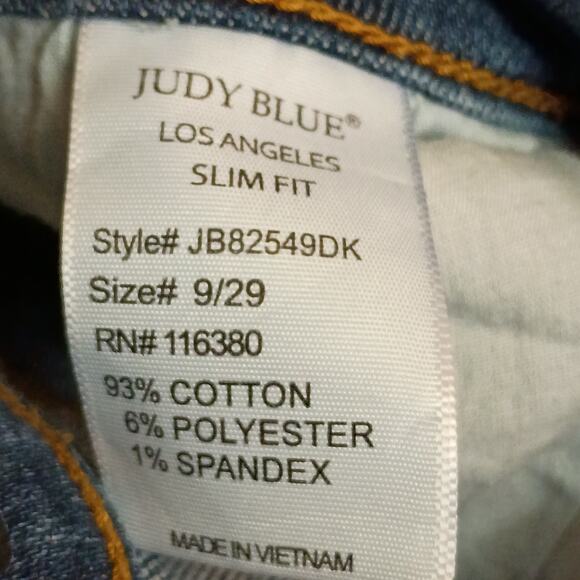 JUDY BLUE®
LOS ANGELES
SLIM FIT
Style# JB82549DK
Size# 9/29
RN# 116380
93% COTTON
6% POLYESTER
1% SPANDEX
MADE IN VIETNAM